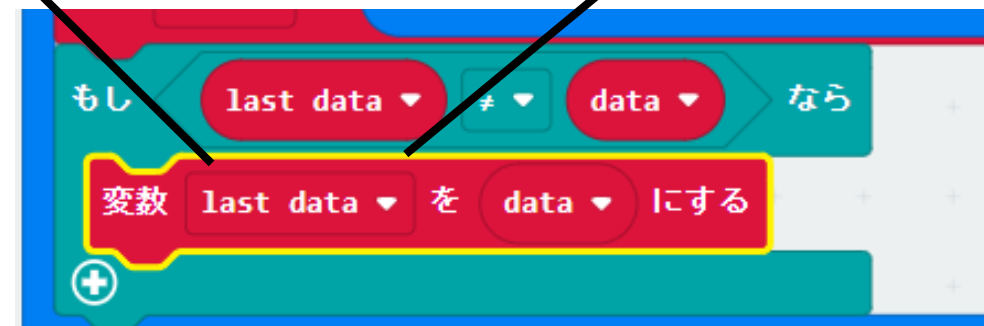 もし last data ▼ ≠ ▼ data ▼ なら
変数 last data ▼ を data ▼ にする